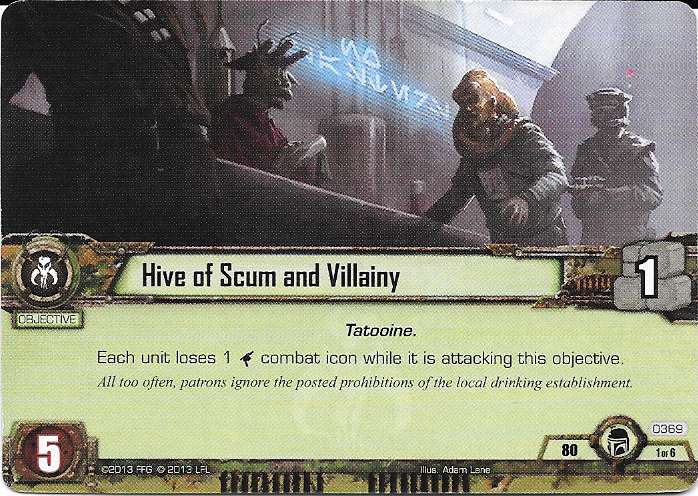 Hive of Scum and Villainy
1
OBJECTIVE
Tatooine.
Each unit loses 1 combat icon while it is attacking this objective.
All too often, patrons ignore the posted prohibitions of the local drinking establishment.
5
©2013 FFG © 2013 LFL
Illus. Adam Lane
80
0369
1 of 6